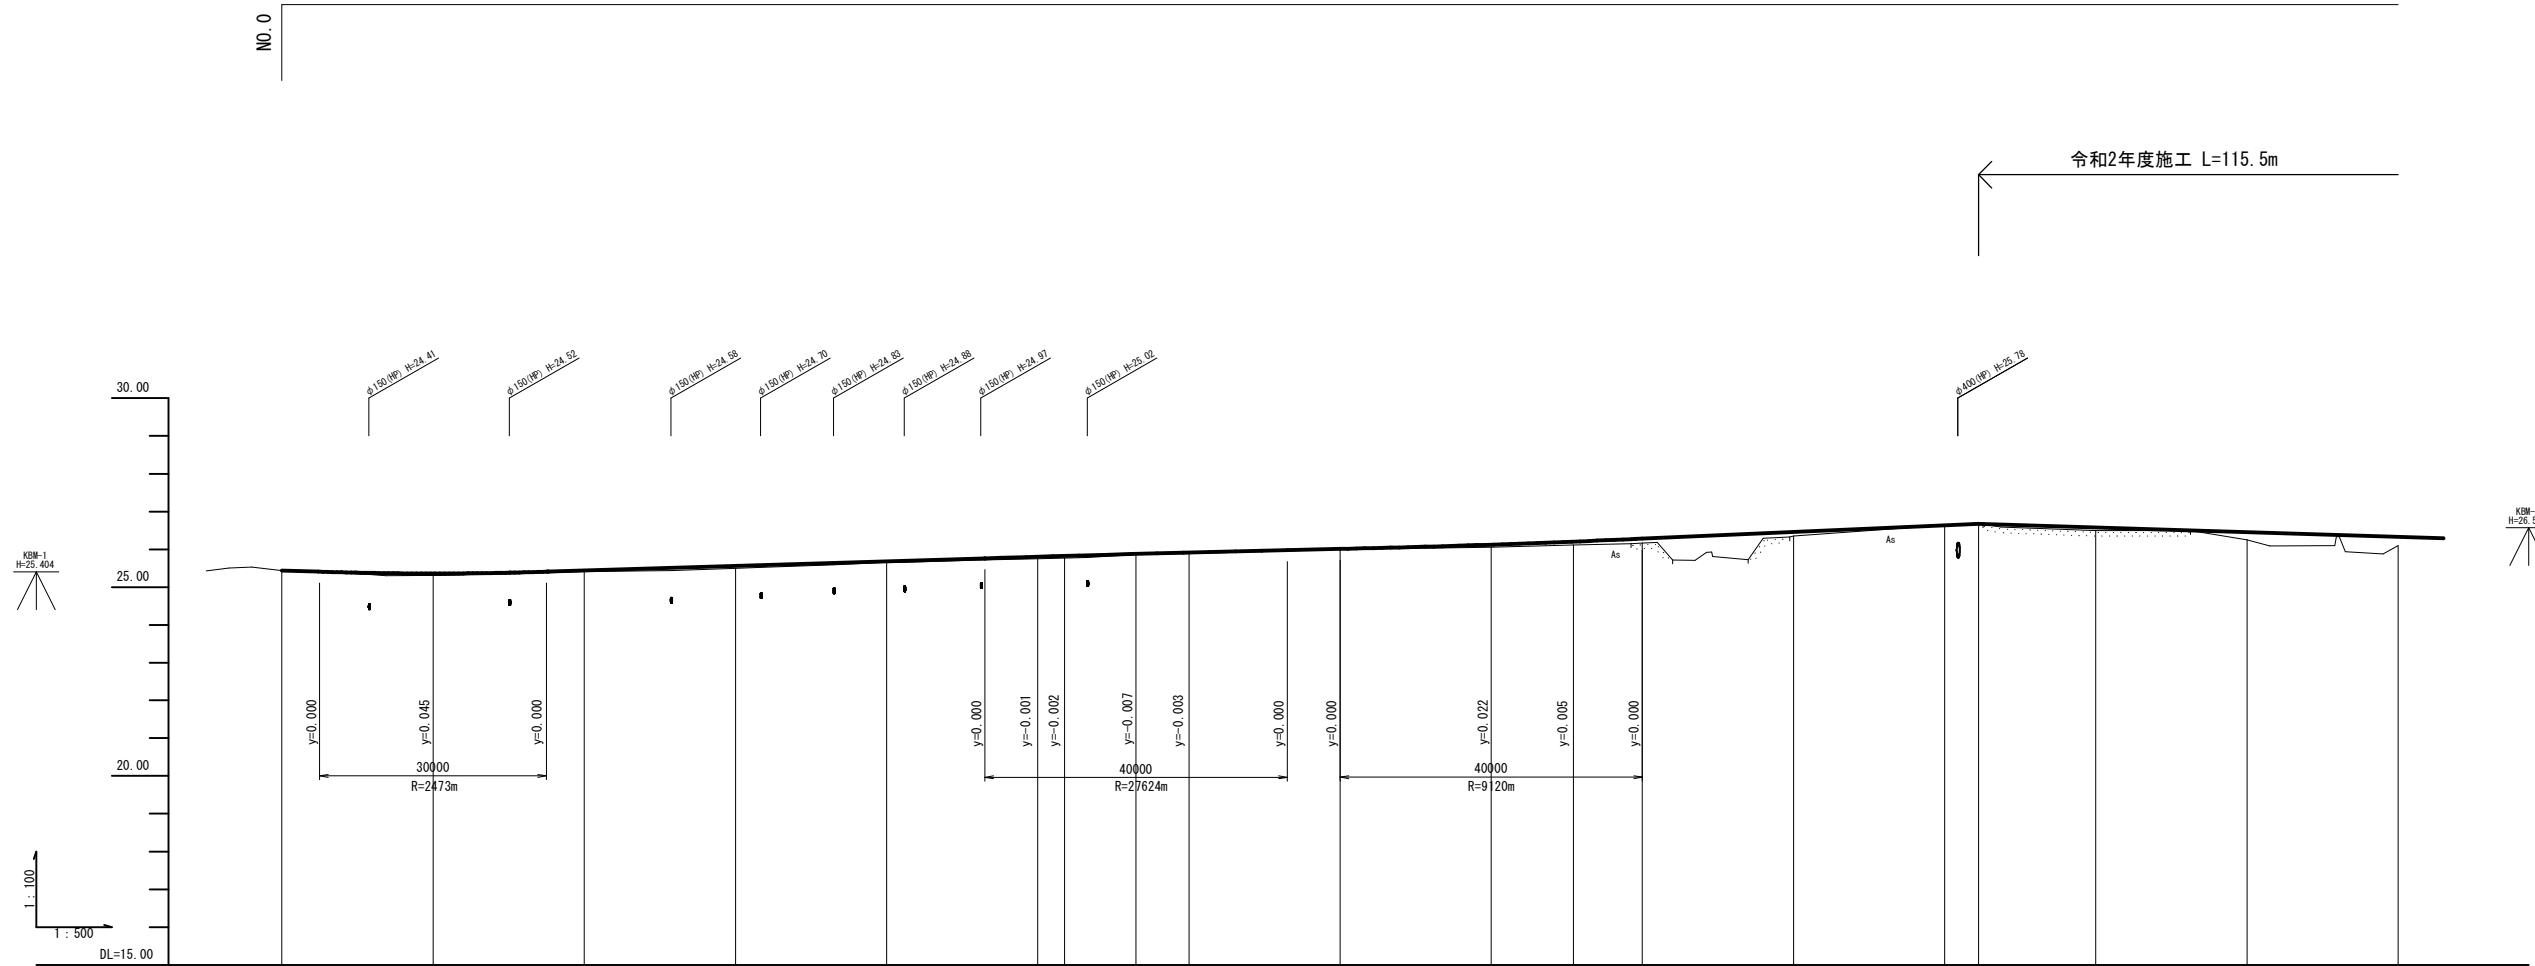 NO.0
令和2年度施工 L=115.5m
φ150(HP) H=24.41
φ150(HP) H=24.52
φ150(HP) H=24.58
φ150(HP) H=24.70
φ150(HP) H=24.83
φ150(HP) H=24.88
φ150(HP) H=24.97
φ150(HP) H=25.02
φ400(HP) H=25.78
30.00
25.00
20.00
DL=15.00
KBM-1
H=25.404
KBM-
H=26.5
As
As
y=0.000
y=0.045
y=0.000
y=0.000
y=-0.001
y=-0.002
y=-0.007
y=-0.003
y=0.000
y=0.000
y=0.022
y=0.005
y=0.000
30000
R=2473m
40000
R=27624m
40000
R=9120m
1 : 100
1 : 500